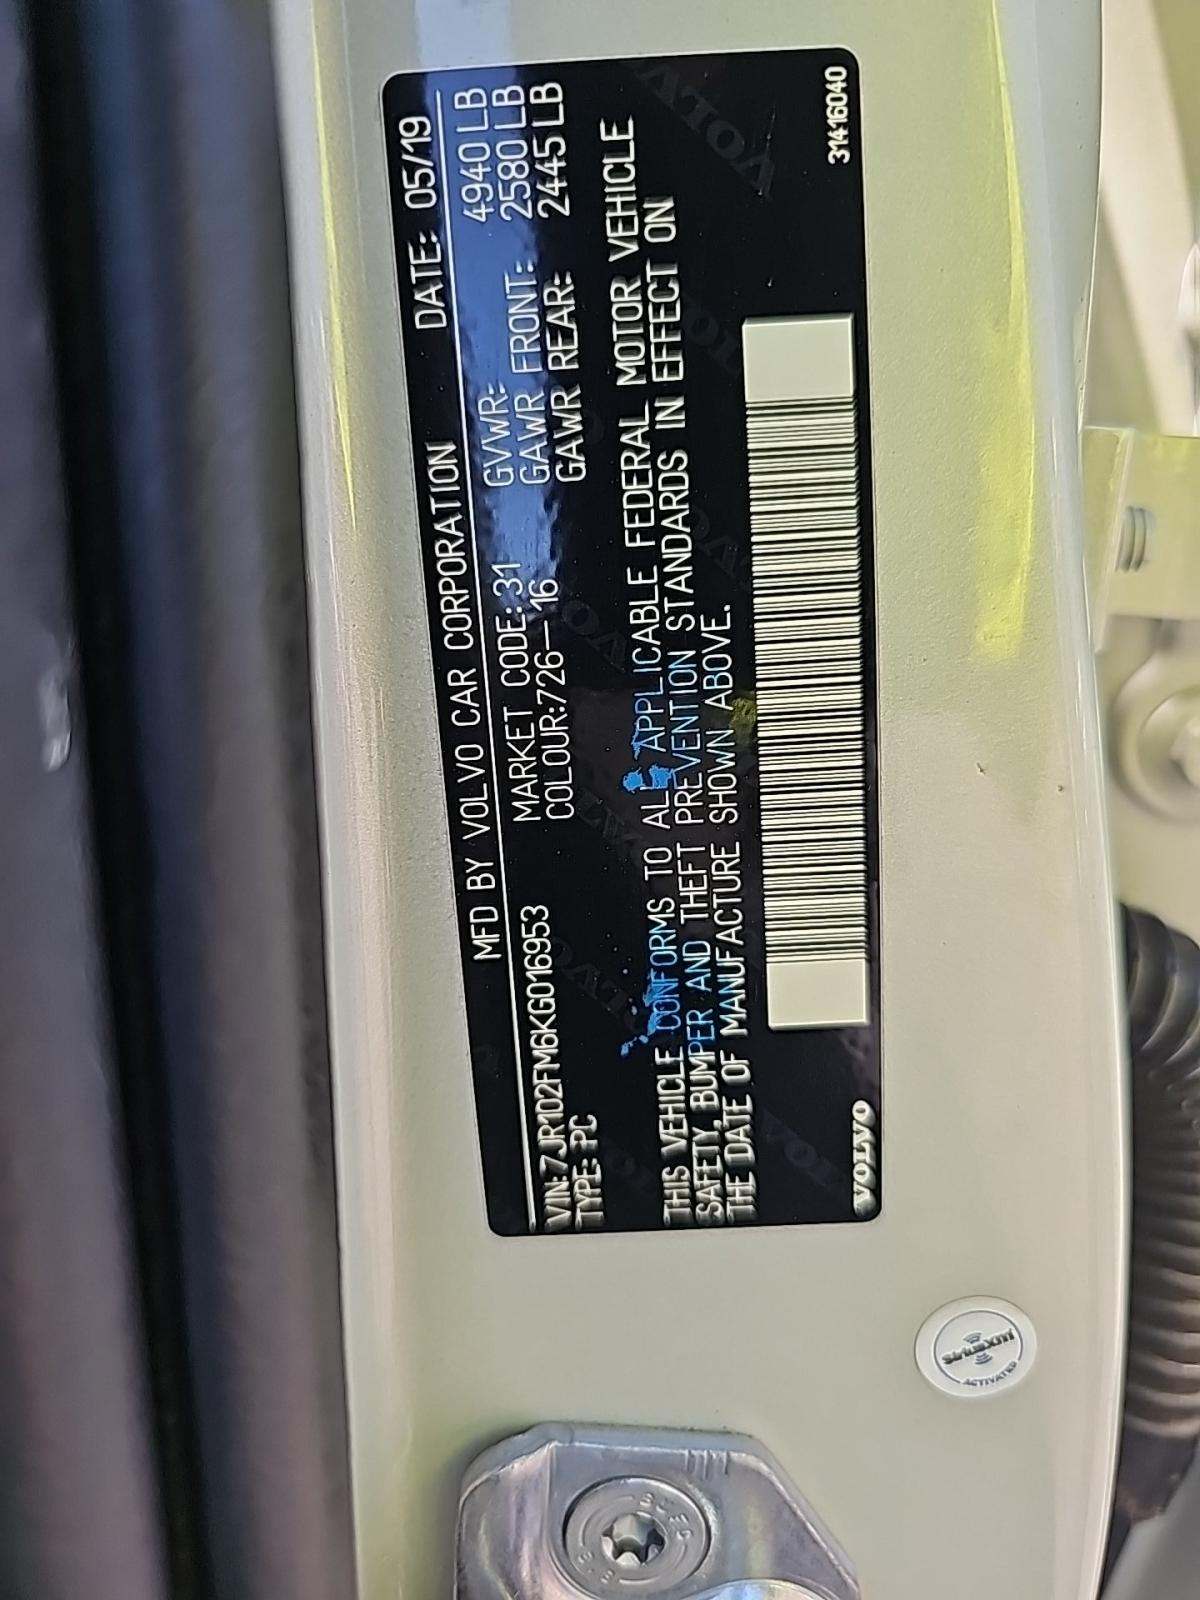 MFD BY VOLVO CAR CORPORATION DATE: 05/19
VIN: 7JR102FM6KG016953 MARKET CODE: 31 GVWR: 4940 LB
TYPE: PC COLOUR:726—16 GAWR FRONT: 2580 LB
GAWR REAR: 2445 LB
THIS VEHICLE CONFORMS TO ALL APPLICABLE FEDERAL MOTOR VEHICLE
SAFETY, BUMPER AND THEFT PREVENTION STANDARDS IN EFFECT ON
THE DATE OF MANUFACTURE SHOWN ABOVE.
VOLVO
31416040
siriusxm
ACTIVATED